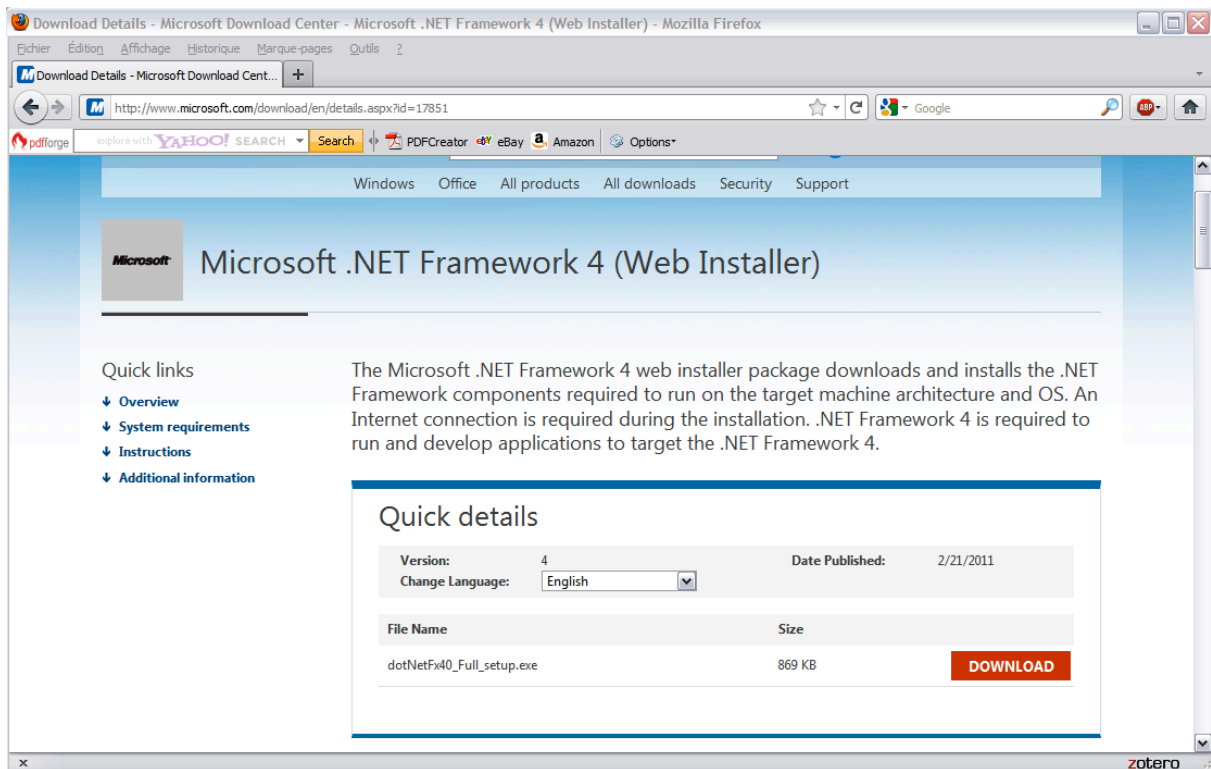 Download Details - Microsoft Download Center - Microsoft .NET Framework 4 (Web Installer) - Mozilla Firefox
Fichier Édition Affichage Historique Marque-pages Outils ?
Download Details - Microsoft Download Cent... +
http://www.microsoft.com/download/en/details.aspx?id=17851 Google ABP
pdfforge explore with YAHOO! SEARCH Search PDFCreator ebY eBay a Amazon Options
Windows Office All products All downloads Security Support
Microsoft Microsoft .NET Framework 4 (Web Installer)
Quick links
Overview
System requirements
Instructions
Additional information
The Microsoft .NET Framework 4 web installer package downloads and installs the .NET
Framework components required to run on the target machine architecture and OS. An
Internet connection is required during the installation. .NET Framework 4 is required to
run and develop applications to target the .NET Framework 4.
Quick details
Version: 4 Date Published: 2/21/2011
Change Language: English
File Name Size
dotNetFx40_Full_setup.exe 869 KB DOWNLOAD
x zotero